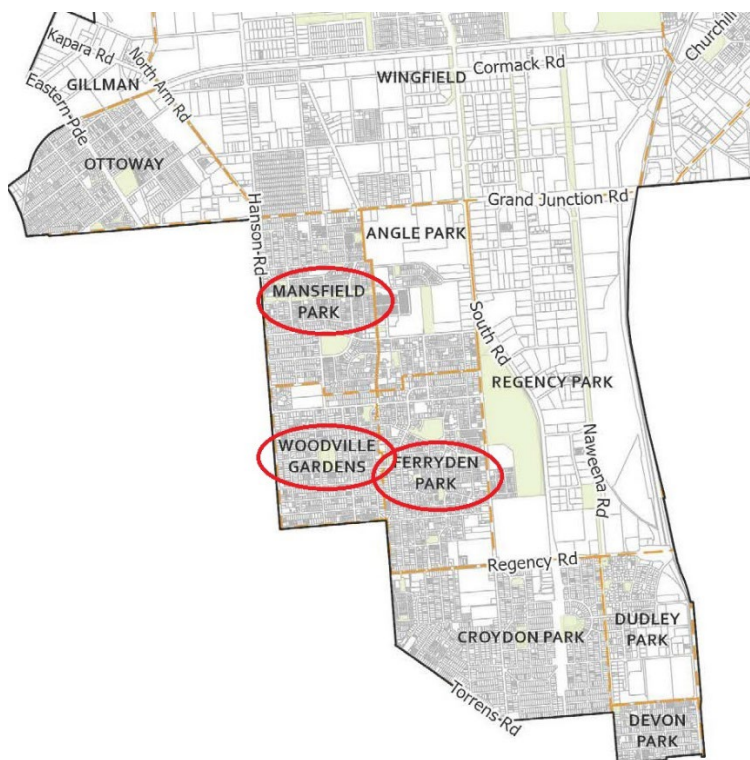 Kapara Rd
North-Arm Rd
Churchill
WINGFIELD
Cormack Rd
GILLMAN
Eastern-Pde
OTTOWAY
Hanson-Rd
Grand Junction Rd
ANGLE PARK
MANSFIELD
PARK
South Rd
REGENCY PARK
Naweena Rd
WOODVILLE
GARDENS
FERRYDEN
PARK
Regency Rd
CROYDON PARK
DUDLEY
PARK
Torrens-Rd
DEVON
PARK